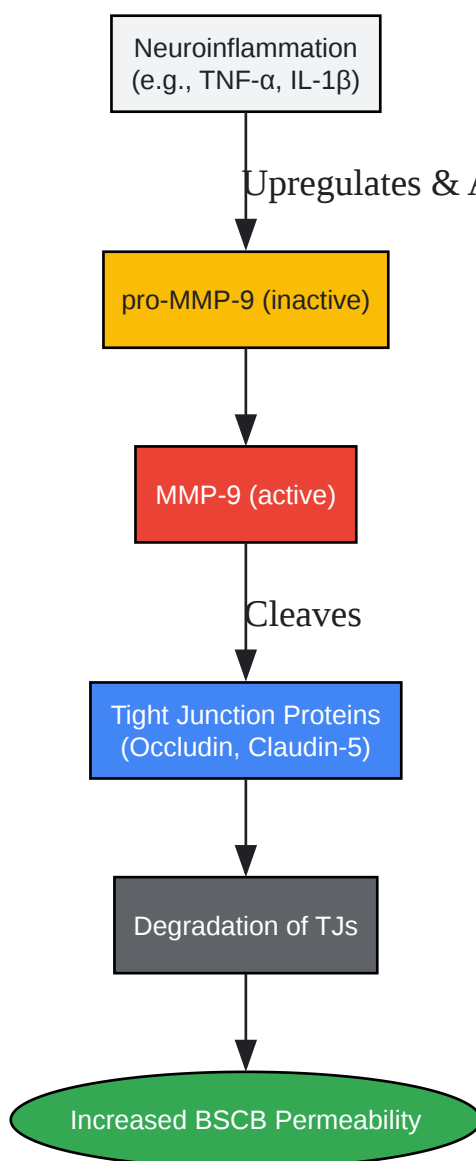 Neuroinflammation
(e.g., TNF-α, IL-1β)
Upregulates &
pro-MMP-9 (inactive)
MMP-9 (active)
Cleaves
Tight Junction Proteins
(Occludin, Claudin-5)
Degradation of TJs
Increased BSCB Permeability